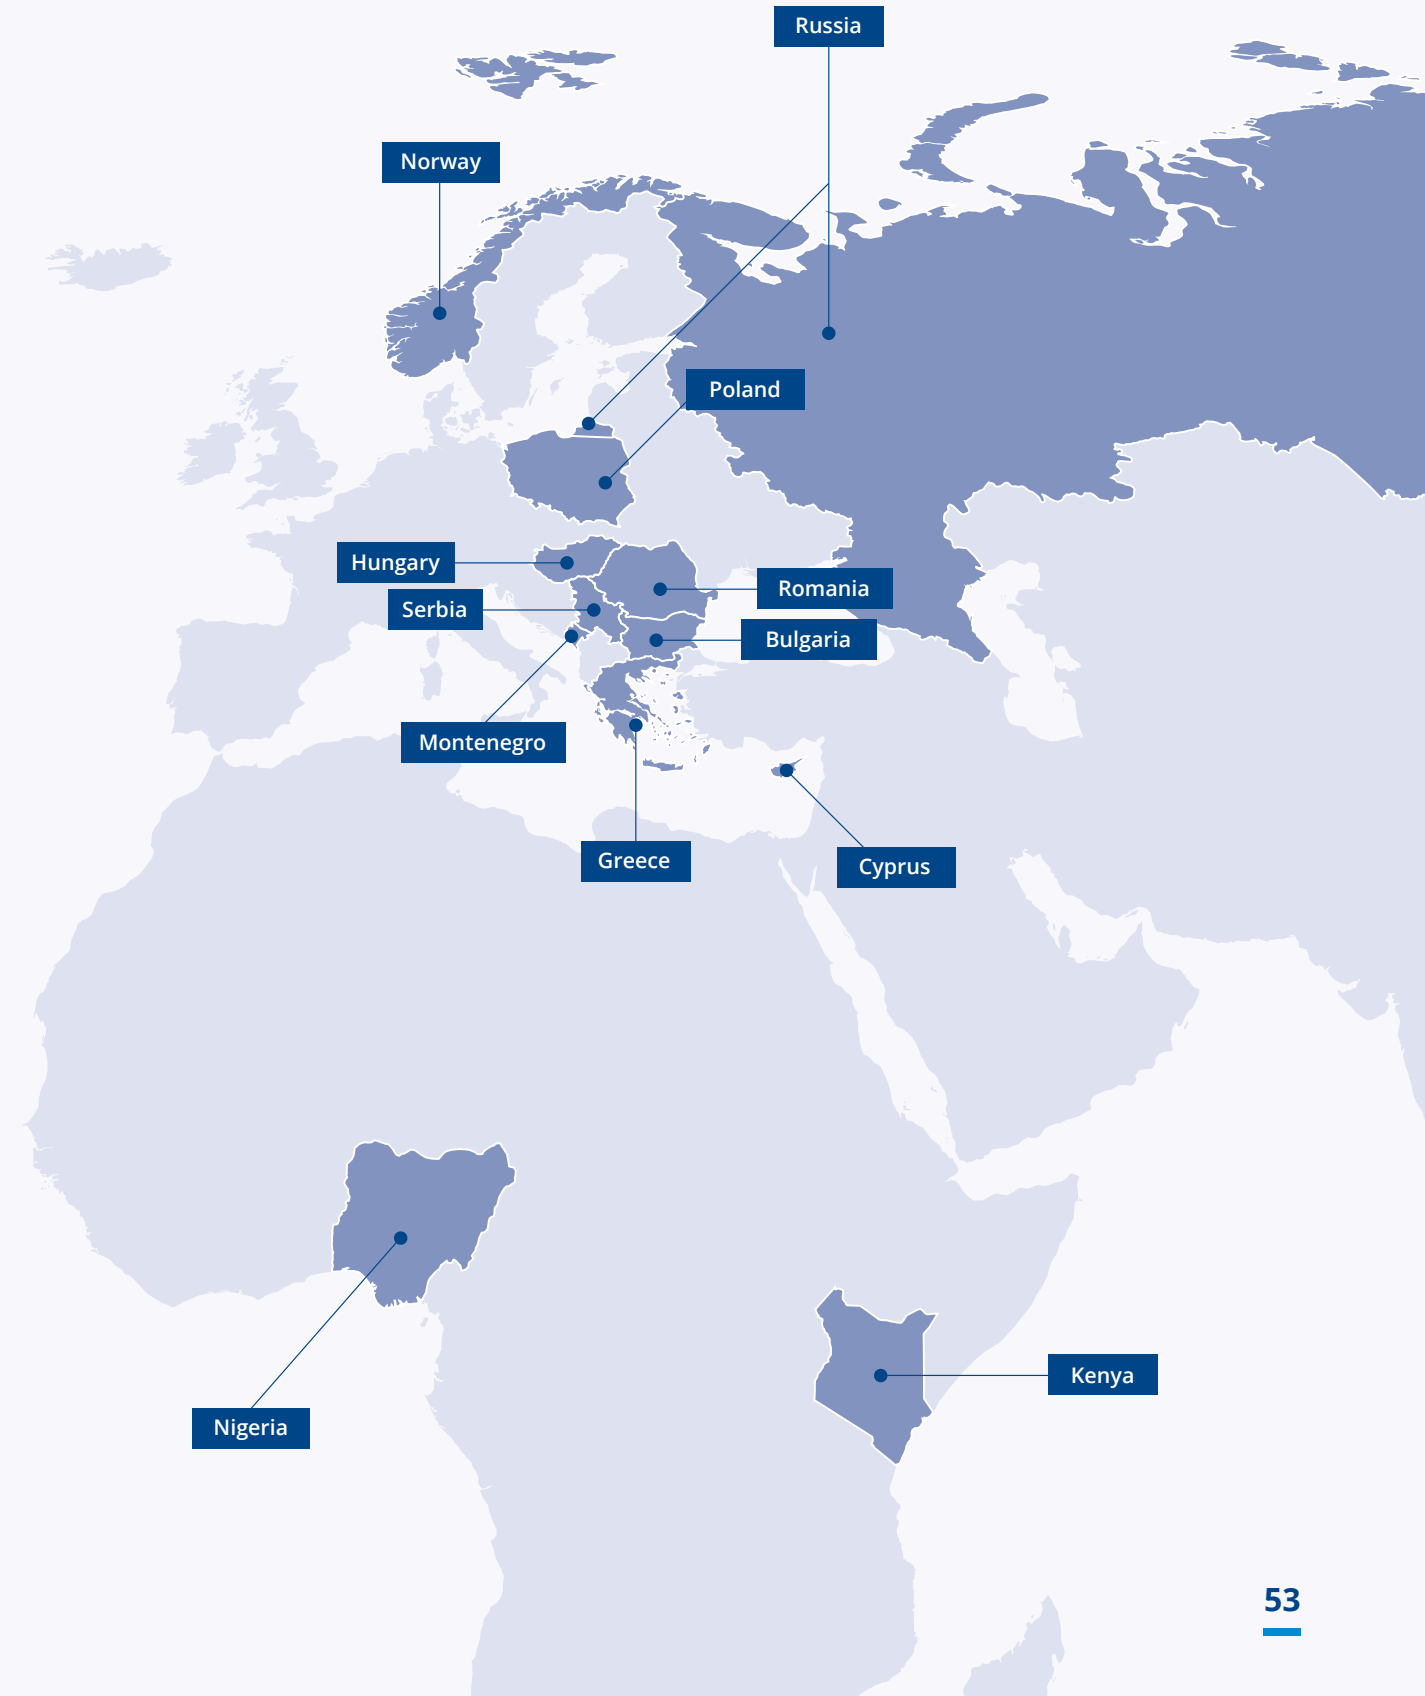 Russia
Norway
Poland
Hungary
Romania
Serbia
Bulgaria
Montenegro
Greece
Cyprus
Kenya
Nigeria
53